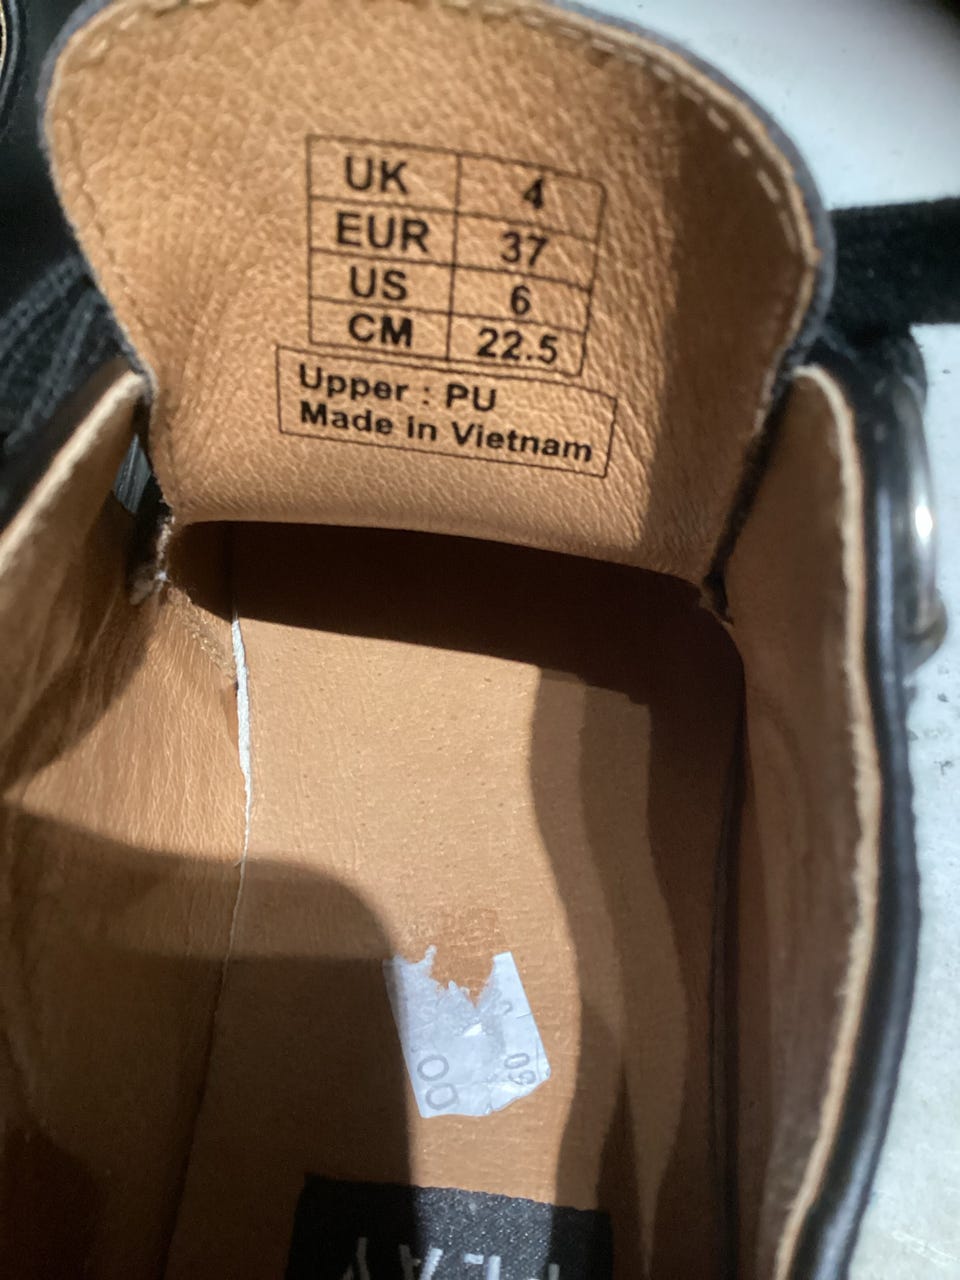 UK 4
EUR 37
US 6
CM 22.5
Upper : PU
Made in Vietnam